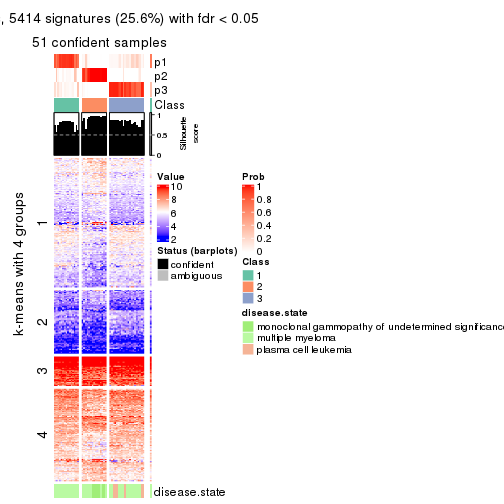 , 5414 signatures (25.6%) with fdr < 0.05
51 confident samples
p1
p2
p3
Class
1
0.5
0
Silhouette
score
k-means with 4 groups
1
2
3
4
disease.state
Value
10
8
6
4
2
Status (barplots)
confident
ambiguous
Prob
1
0.8
0.6
0.4
0.2
0
Class
1
2
3
disease.state
monoclonal gammopathy of undetermined significance
multiple myeloma
plasma cell leukemia